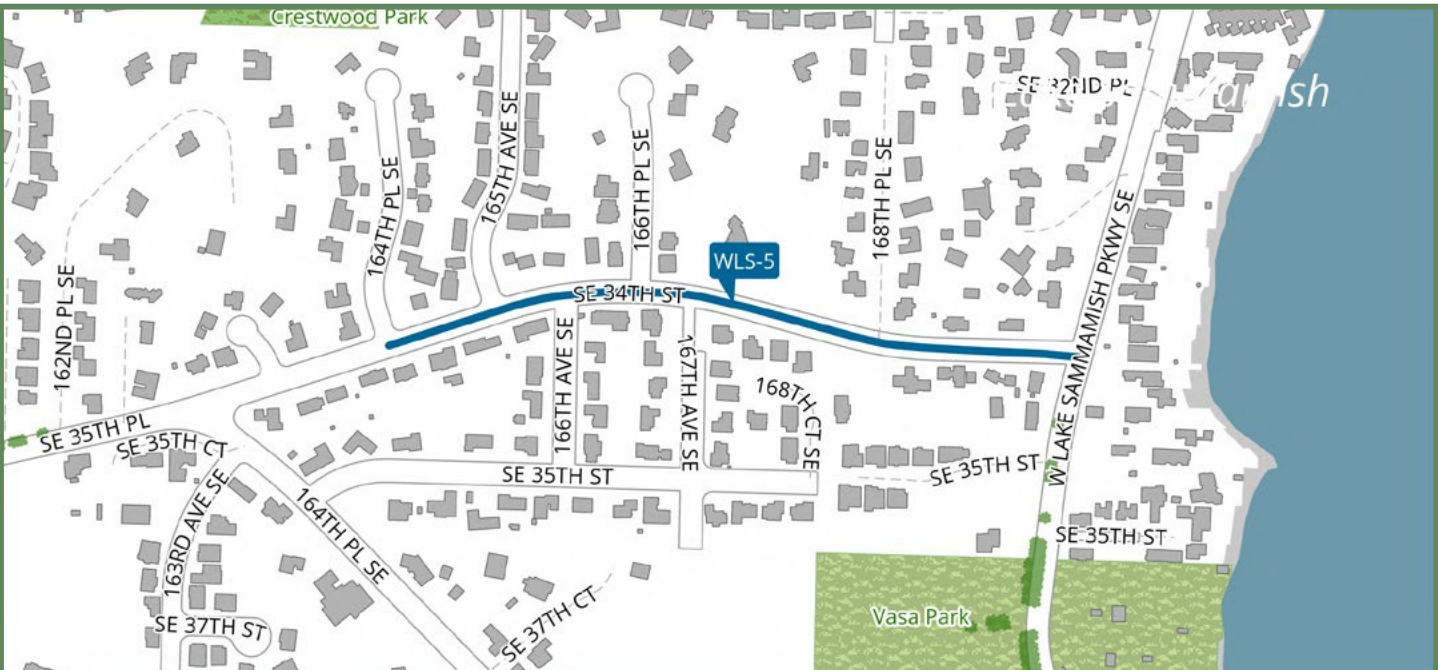 Crestwood Park
SE 32ND PL
165TH AVE SE
164TH PL SE
166TH PL SE
168TH PL SE
WLS-5
W LAKE SAMMAMISH PKWY SE
SE 34TH ST
162ND PL SE
166TH AVE SE
167TH AVE SE
168TH CT SE
SE 35TH PL
SE 35TH CT
SE 35TH ST
SE 35TH ST
163RD AVE SE
164TH PL SE
SE 35TH ST
Vasa Park
SE 37TH CT
SE 37TH ST